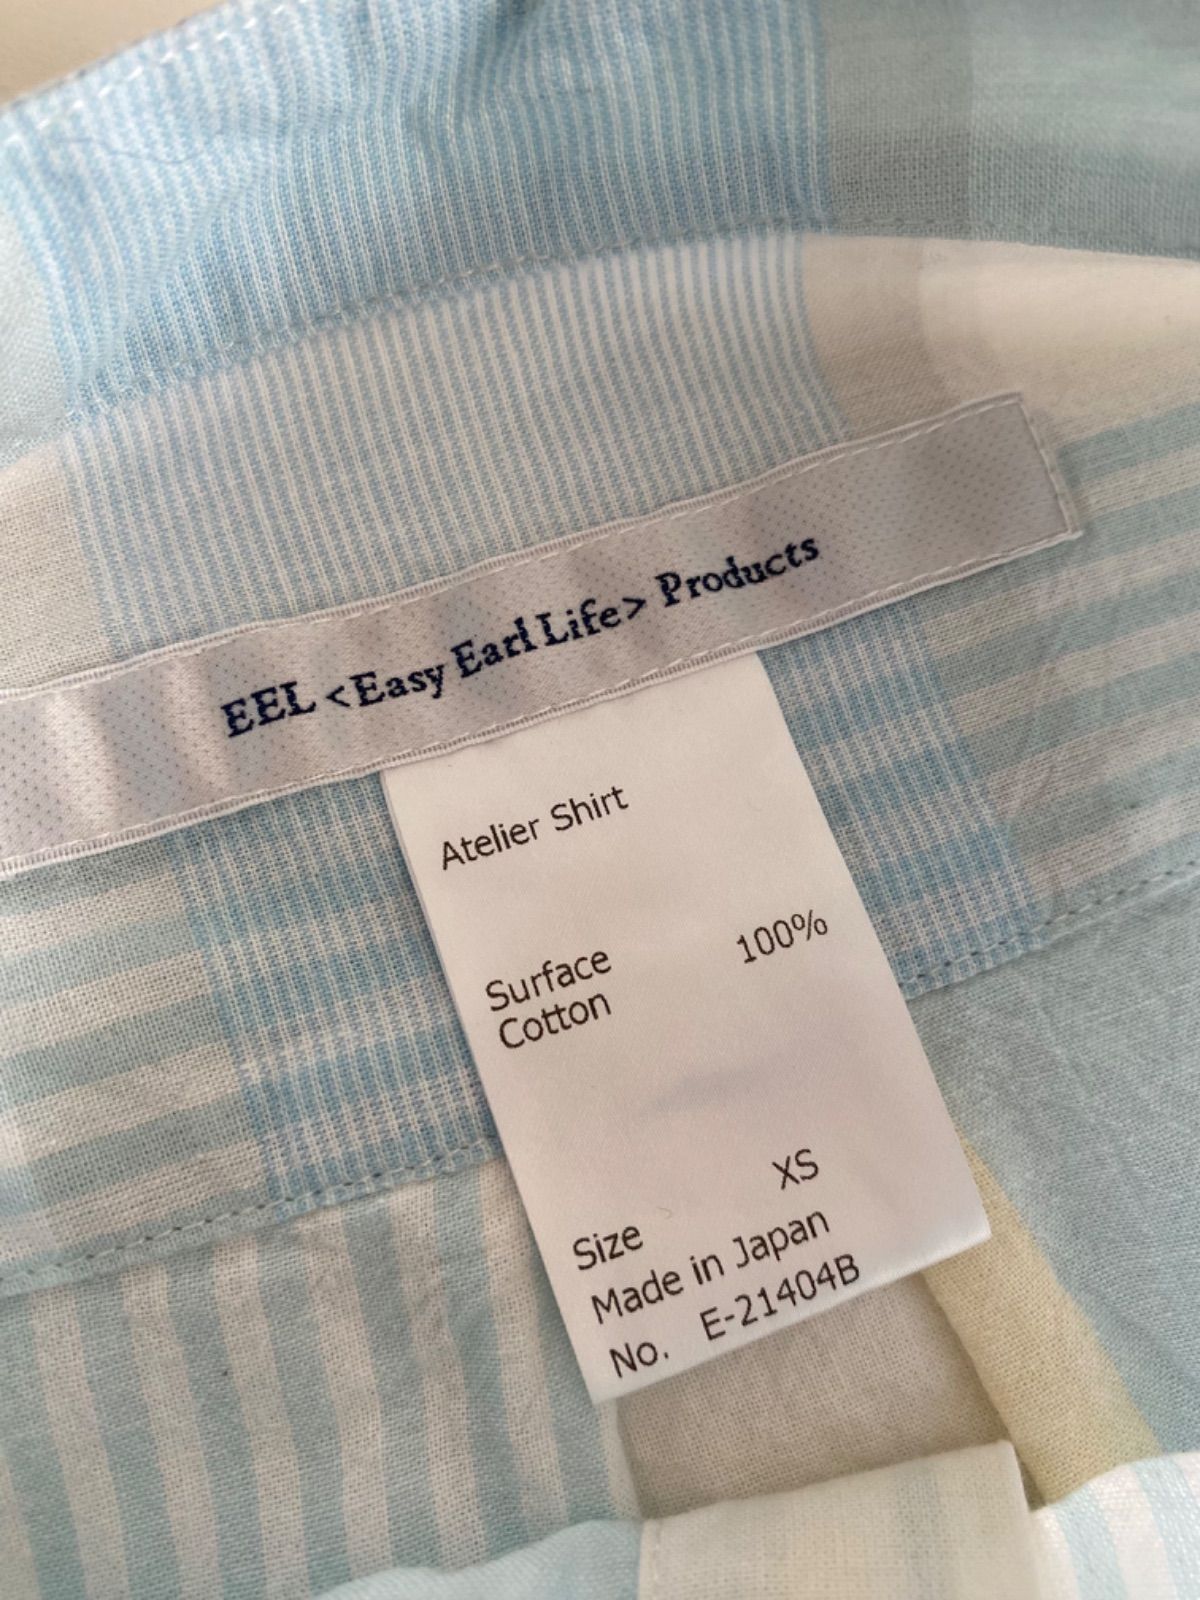 EEL <Easy Earl Life> Products
Atelier Shirt
Surface 100%
Cotton
Size XS
Made in Japan
No. E-21404B